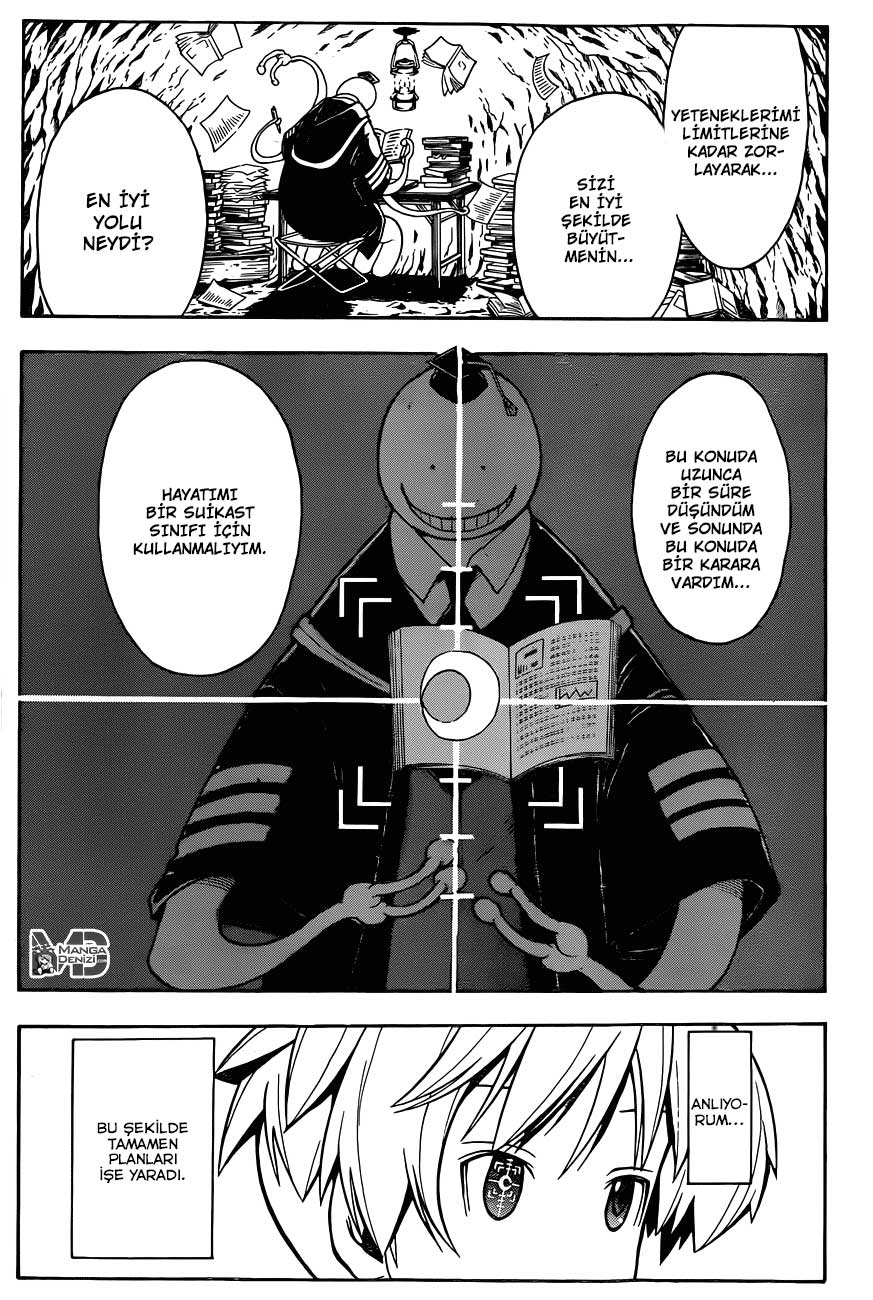 YETENEKLERİMİ
LİMİTLERİNE
KADAR ZOR-
LAYARAK...
SİZİ
EN İYİ
ŞEKİLDE
BÜYÜT-
MENİN...
EN İYİ
YOLU
NEYDİ?
BU KONUDA
UZUNCA
BİR SÜRE
DÜŞÜNDÜM
VE SONUNDA
BU KONUDA
BİR KARARA
VARDIM...
HAYATIMI
BİR SUİKAST
SINIFI İÇİN
KULLANMALIYIM.
MANGA
DENİZİ
ANLIYO-
RUM...
BU ŞEKİLDE
TAMAMEN
PLANLARI
İŞE YARADI.